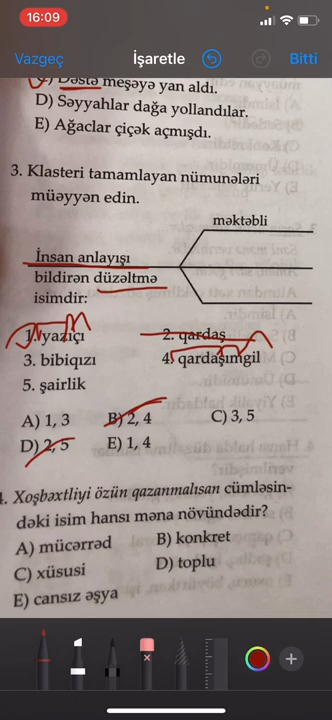 16:09
Vazgeç
İşarətle
Bitti
Dəstə meşəyə yan aldı.
D) Səyyahlar dağa yollandılar.
E) Ağaclar çiçək açmışdı.
3. Klasteri tamamlayan nümunələri
müəyyən edin.
məktəbli
İnsan anlayışı
bildirən düzəltmə
isimdir:
1. yazıçı
2. qardaş
3. bibiqızı
4. qardaşımgil
5. şairlik
A) 1, 3
B) 2, 4
C) 3, 5
D) 2, 5
E) 1, 4
4. Xoşbəxtliyi özün qazanmalısan cümləsin-
dəki isim hansı məna növündədir?
A) mücərrəd
B) konkret
C) xüsusi
D) toplu
E) cansız əşya